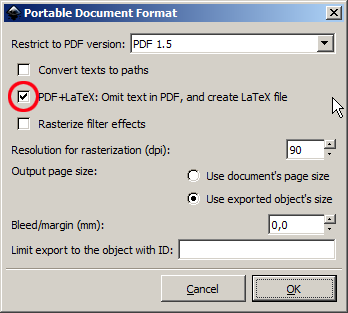 Portable Document Format
Restrict to PDF version: PDF 1.5
Convert texts to paths
PDF+LaTeX: Omit text in PDF, and create LaTeX file
Rasterize filter effects
Resolution for rasterization (dpi): 90
Output page size: Use document's page size
Use exported object's size
Bleed/margin (mm): 0,0
Limit export to the object with ID:
Cancel OK